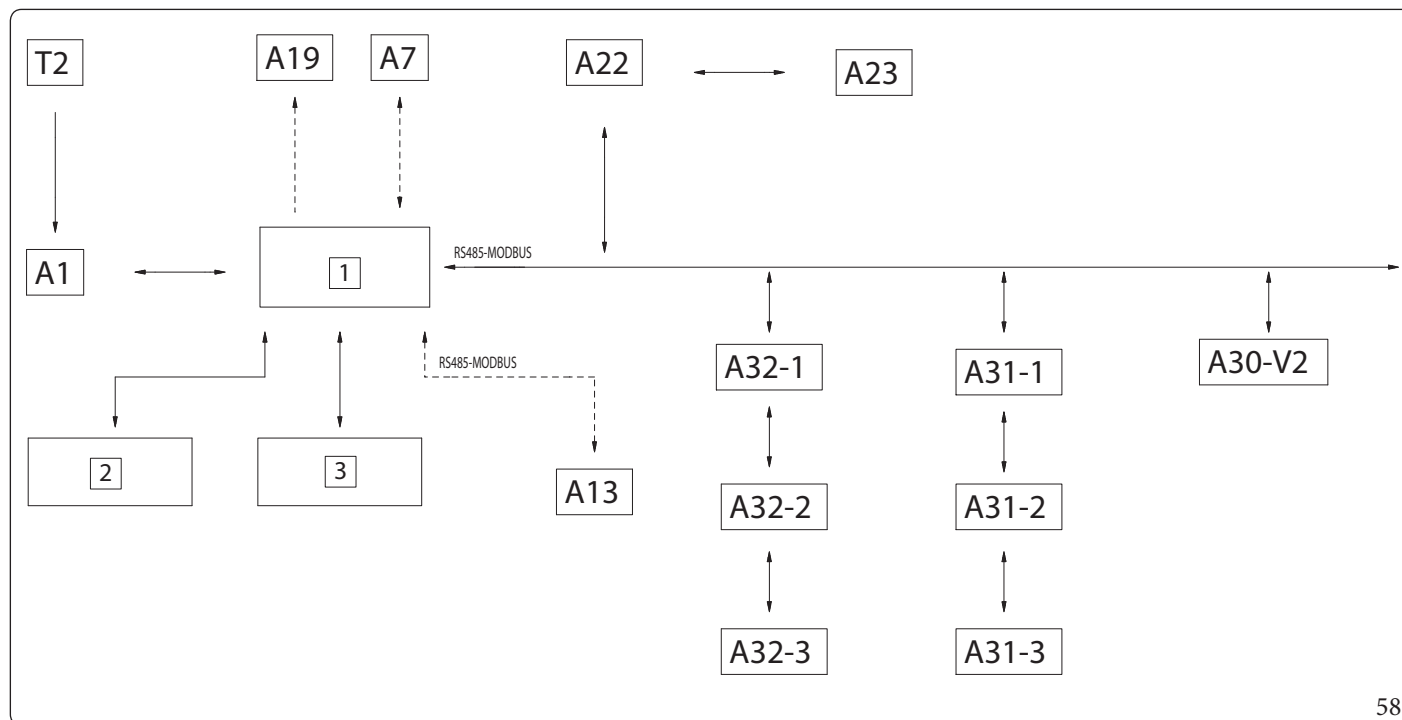 T2
A19
A7
A22
A23
A1
1
RS485-MODBUS
RS485-MODBUS
A32-1
A31-1
A30-V2
2
3
A13
A32-2
A31-2
A32-3
A31-3
58